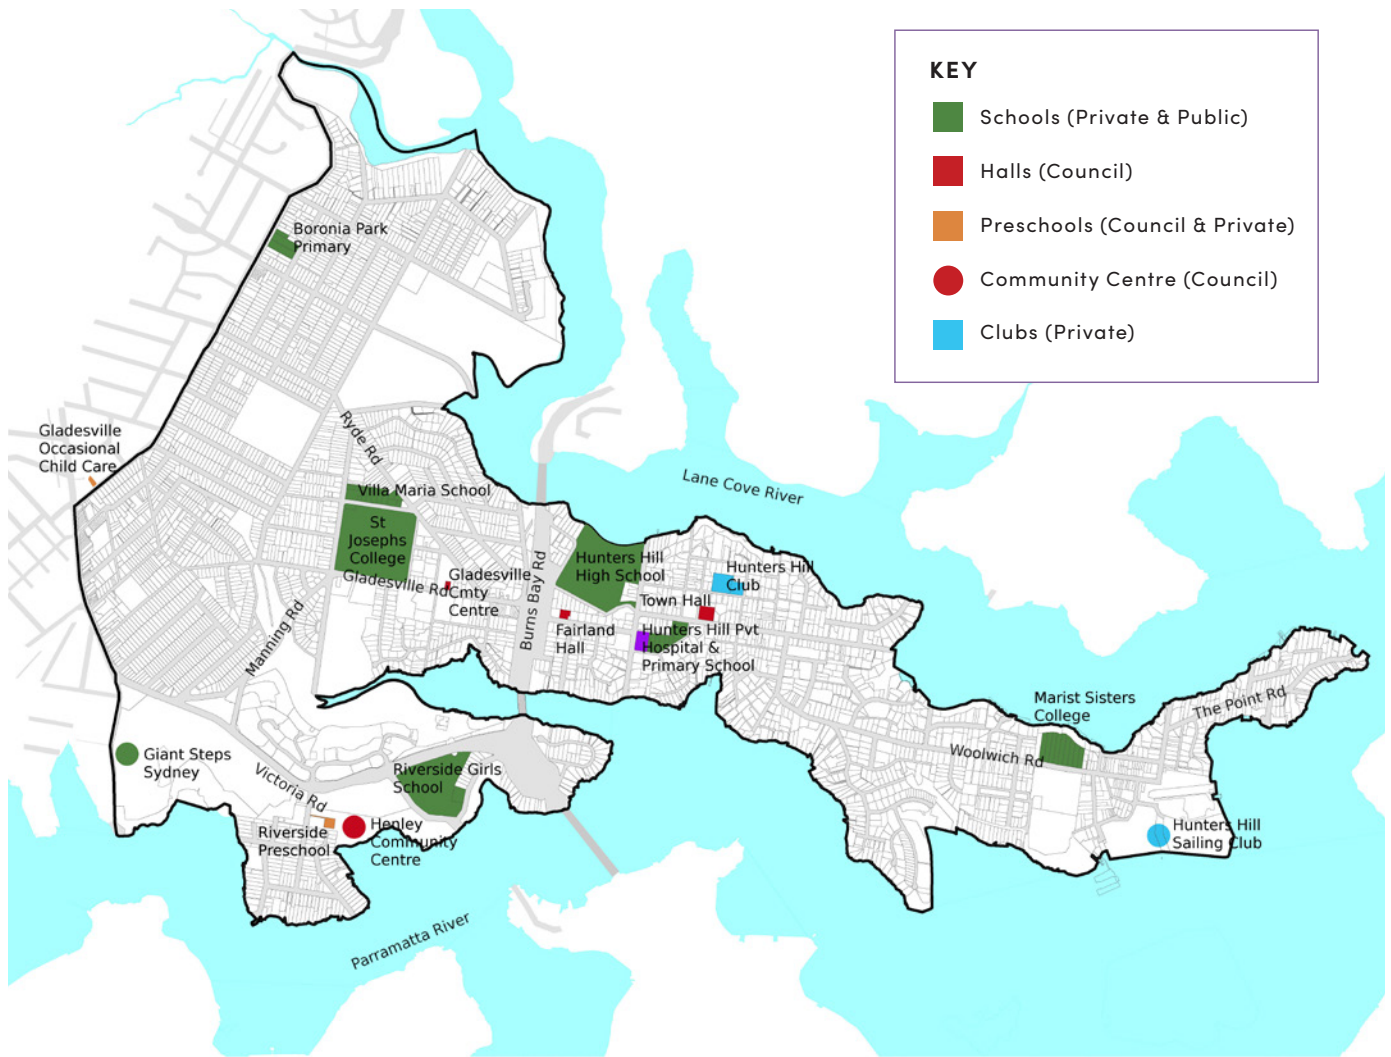 KEY
Schools (Private & Public)
Halls (Council)
Preschools (Council & Private)
Community Centre (Council)
Clubs (Private)
Boronia Park
Primary
Gladesville
Occasional
Child Care
Ryde Rd
Lane Cove River
Villa Maria School
St
Josephs
College
Gladesville Rd
Gladesville
Cmty
Centre
Burns Bay Rd
Hunters Hill
High School
Hunters Hill
Club
Town Hall
Fairland
Hall
Hunters Hill Pvt
Hospital &
Primary School
Manning Rd
Marist Sisters
College
The Point Rd
Woolwich Rd
Giant Steps
Sydney
Victoria Rd
Riverside Girls
School
Riverside
Preschool
Henley
Community
Centre
Hunters Hill
Sailing Club
Parramatta River